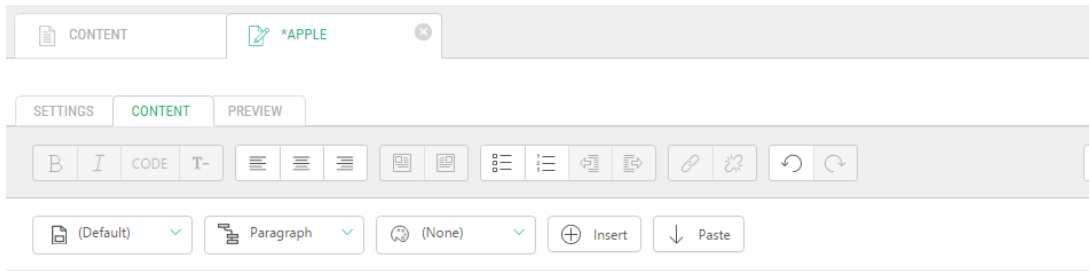 CONTENT *APPLE
SETTINGS CONTENT PREVIEW
B I CODE T-
(Default) Paragraph (None) Insert Paste